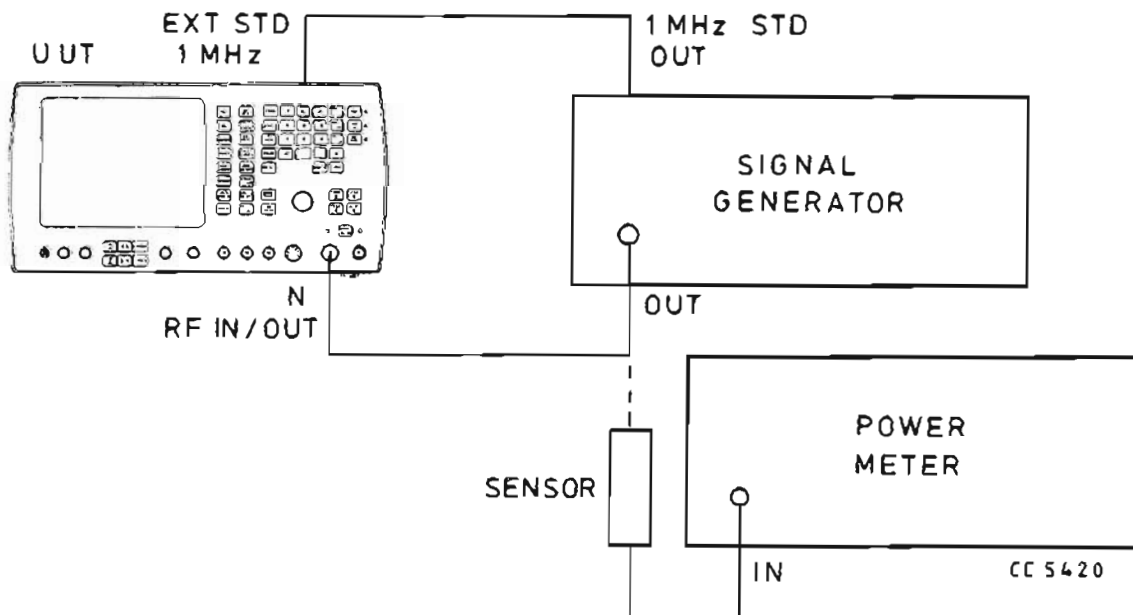 EXT STD
1 MHz
UUT
1 MHz STD
OUT
SIGNAL
GENERATOR
OUT
N
RF IN/OUT
POWER
METER
SENSOR
IN
CC 5420